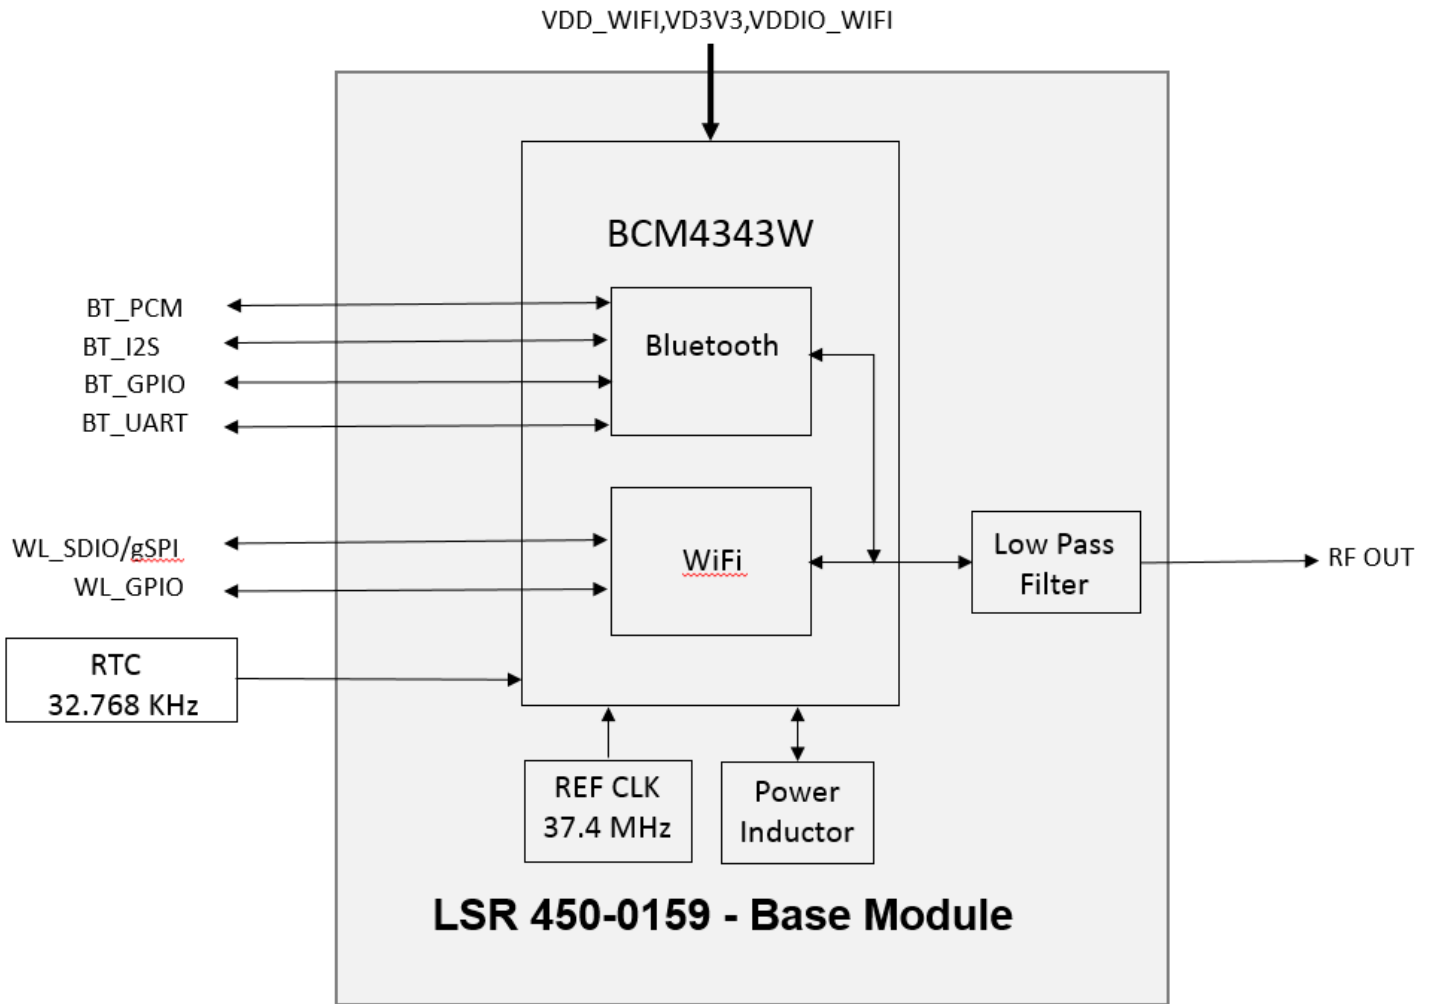 VDD_WIFI,VD3V3,VDDIO_WIFI
BCM4343W
BT_PCM
BT_I2S
BT_GPIO
BT_UART
Bluetooth
WL_SDIO/gSPI
WL_GPIO
WiFi
Low Pass
Filter
RF OUT
RTC
32.768 KHz
REF CLK
37.4 MHz
Power
Inductor
LSR 450-0159 - Base Module